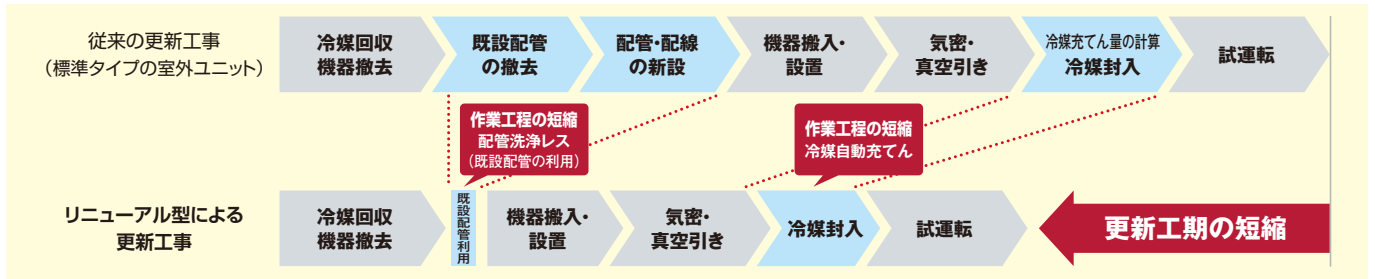 従来の更新工事
（標準タイプの室外ユニット）
冷媒回収
機器撤去
既設配管
の撤去
配管・配線
の新設
機器搬入・
設置
気密・
真空引き
冷媒充てん量の計算
冷媒封入
試運転
作業工程の短縮
配管洗浄レス
（既設配管の利用）
作業工程の短縮
冷媒自動充てん
リニューアル型による
更新工事
冷媒回収
機器撤去
既設配管利用
機器搬入・
設置
気密・
真空引き
冷媒封入
試運転
更新工期の短縮